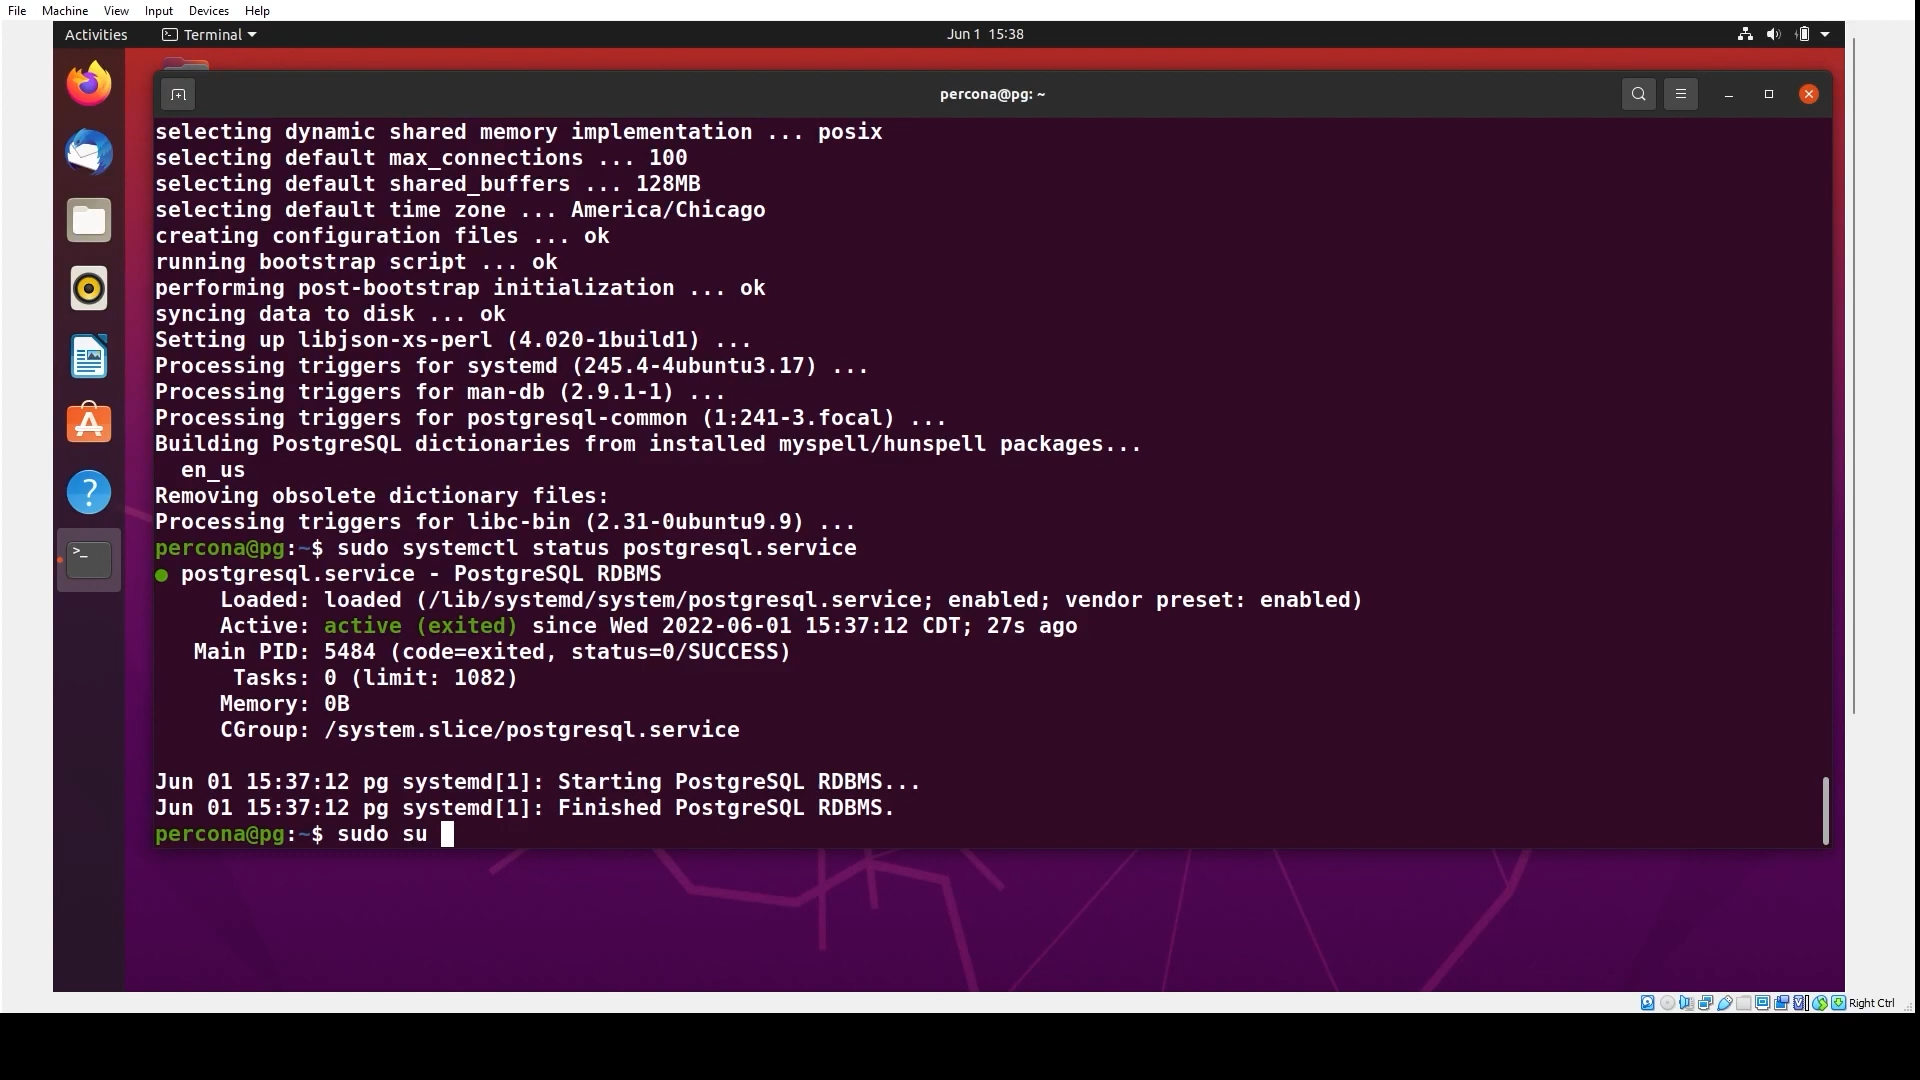 File Machine View Input Devices Help
Activities Terminal Jun 1 15:38
percona@pg: ~
selecting dynamic shared memory implementation ... posix
selecting default max_connections ... 100
selecting default shared_buffers ... 128MB
selecting default time zone ... America/Chicago
creating configuration files ... ok
running bootstrap script ... ok
performing post-bootstrap initialization ... ok
syncing data to disk ... ok
Setting up libjson-xs-perl (4.020-1build1) ...
Processing triggers for systemd (245.4-4ubuntu3.17) ...
Processing triggers for man-db (2.9.1-1) ...
Processing triggers for postgresql-common (1:241-3.focal) ...
Building PostgreSQL dictionaries from installed myspell/hunspell packages...
  en_us
Removing obsolete dictionary files:
Processing triggers for libc-bin (2.31-0ubuntu9.9) ...
percona@pg:~$ sudo systemctl status postgresql.service
● postgresql.service - PostgreSQL RDBMS
     Loaded: loaded (/lib/systemd/system/postgresql.service; enabled; vendor preset: enabled)
     Active: active (exited) since Wed 2022-06-01 15:37:12 CDT; 27s ago
   Main PID: 5484 (code=exited, status=0/SUCCESS)
      Tasks: 0 (limit: 1082)
     Memory: 0B
     CGroup: /system.slice/postgresql.service
Jun 01 15:37:12 pg systemd[1]: Starting PostgreSQL RDBMS...
Jun 01 15:37:12 pg systemd[1]: Finished PostgreSQL RDBMS.
percona@pg:~$ sudo su
Right Ctrl